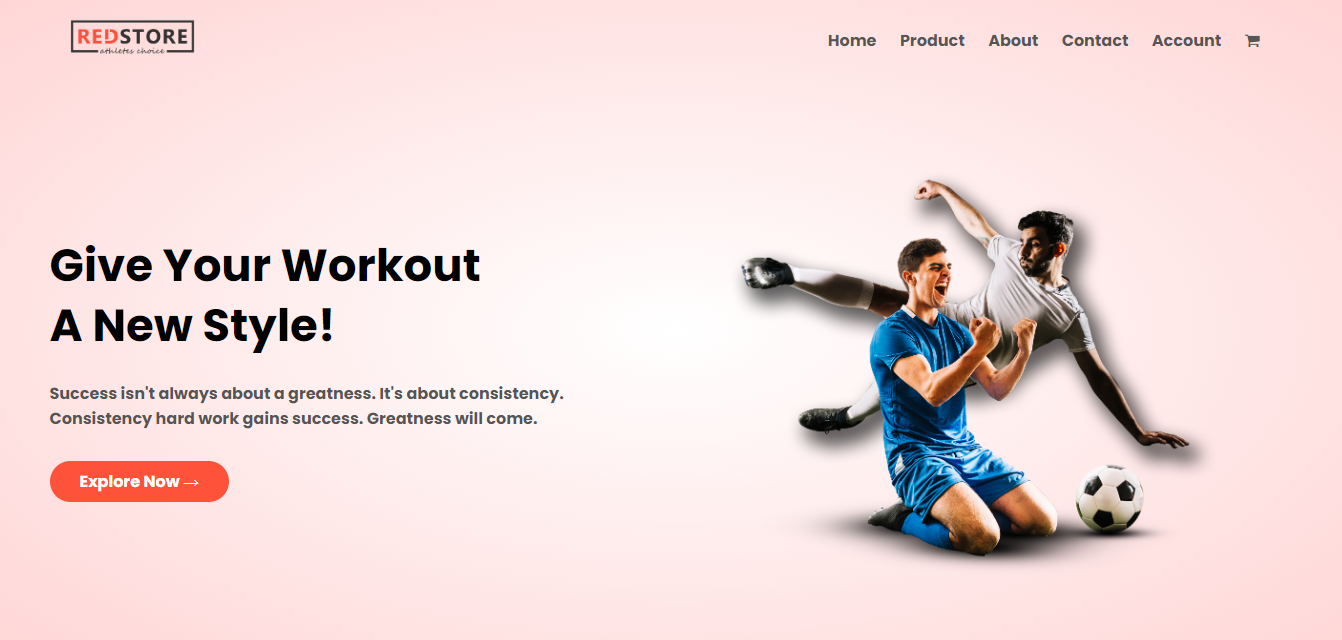 REDSTORE
athletes choice
Home Product About Contact Account
Give Your Workout
A New Style!
Success isn't always about a greatness. It's about consistency.
Consistency hard work gains success. Greatness will come.
Explore Now →